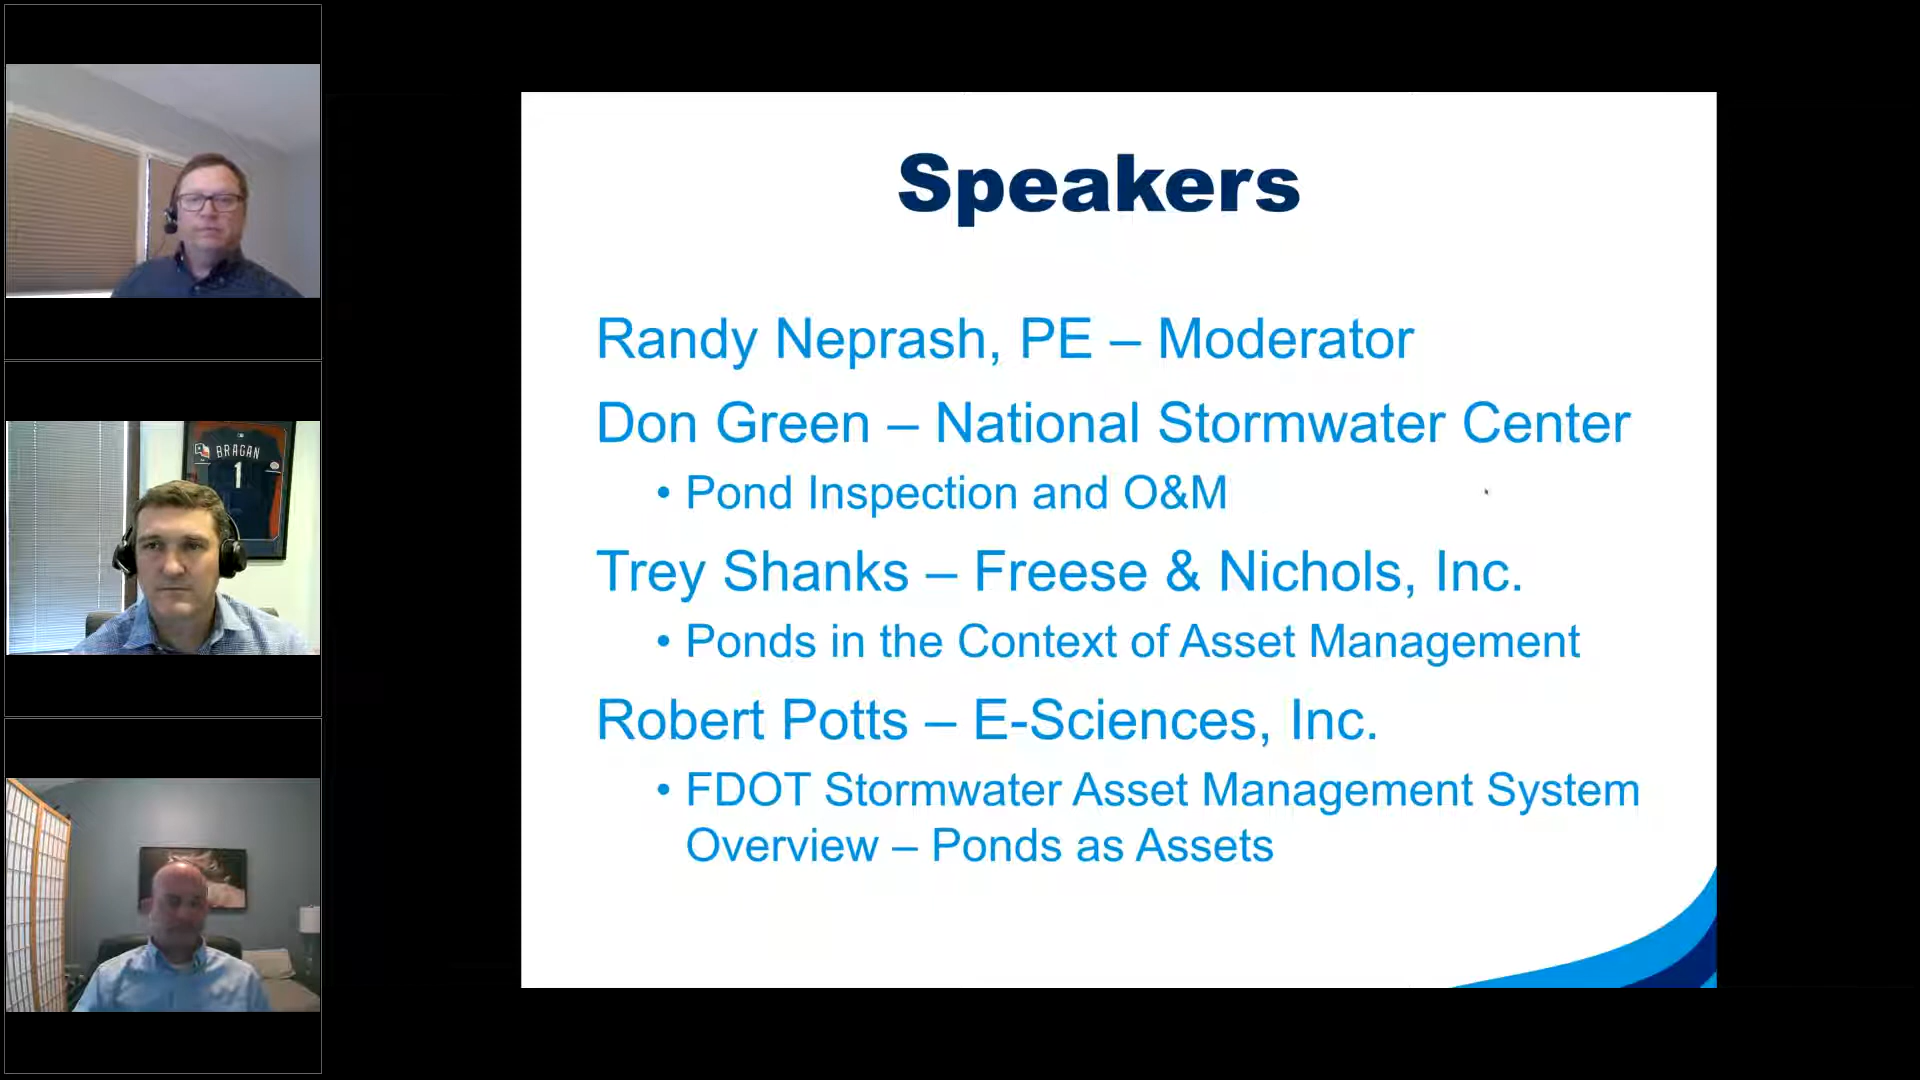 BRAGAN
1
Speakers
Randy Neprash, PE – Moderator
Don Green – National Stormwater Center
• Pond Inspection and O&M
Trey Shanks – Freese & Nichols, Inc.
• Ponds in the Context of Asset Management
Robert Potts – E-Sciences, Inc.
• FDOT Stormwater Asset Management System
Overview – Ponds as Assets